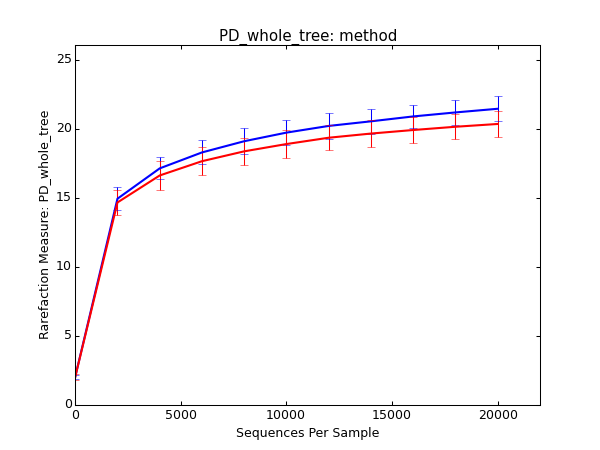 PD_whole_tree: method
Rarefaction Measure: PD_whole_tree
25
20
15
10
5
0
0 5000 10000 15000 20000
Sequences Per Sample